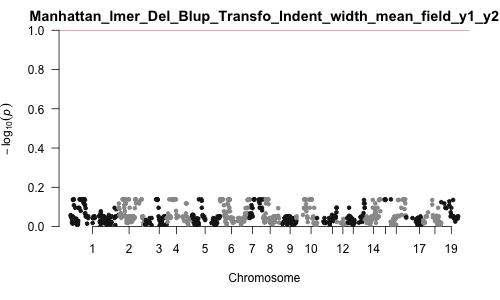 Manhattan_lmer_Del_Blup_Transfo_Indent_width_mean_field_y1_y2
1.0
0.8
0.6
0.4
0.2
0.0
− log10(p)
1 2 3 4 5 6 7 8 9 10 12 14 17 19
Chromosome